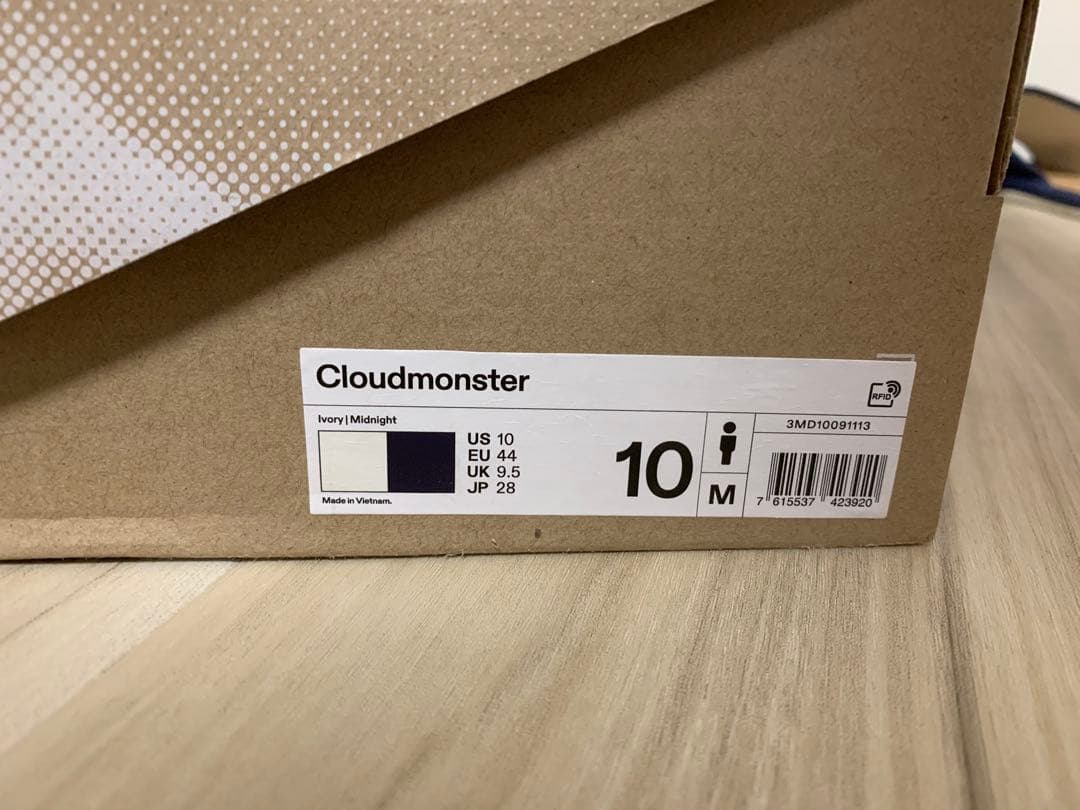 Cloudmonster
RFID
Ivory | Midnight
US 10
EU 44
UK 9.5
JP 28
Made in Vietnam.
10
M
3MD10091113
7 615537 423920